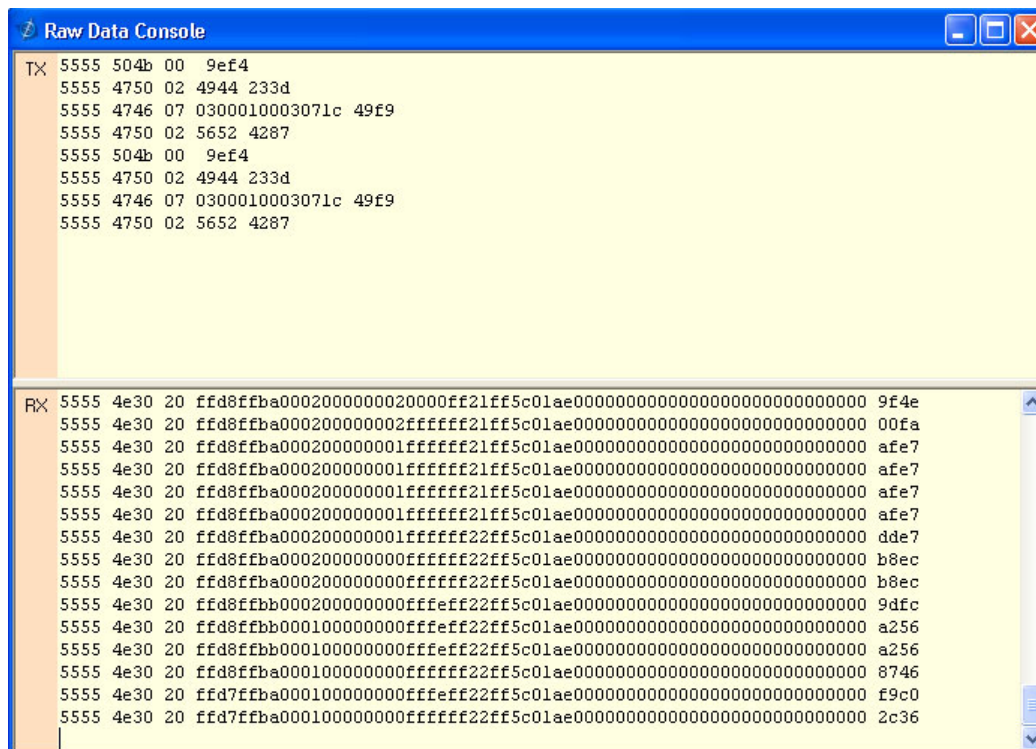 Raw Data Console
TX 5555 504b 00  9ef4
5555 4750 02 4944 233d
5555 4746 07 0300010003071c 49f9
5555 4750 02 5652 4287
5555 504b 00  9ef4
5555 4750 02 4944 233d
5555 4746 07 0300010003071c 49f9
5555 4750 02 5652 4287
RX 5555 4e30 20 ffd8ffba0002000000020000ff21ff5c01ae0000000000000000000000000000 9f4e
5555 4e30 20 ffd8ffba000200000002ffffff21ff5c01ae0000000000000000000000000000 00fa
5555 4e30 20 ffd8ffba000200000001ffffff21ff5c01ae0000000000000000000000000000 afe7
5555 4e30 20 ffd8ffba000200000001ffffff21ff5c01ae0000000000000000000000000000 afe7
5555 4e30 20 ffd8ffba000200000001ffffff21ff5c01ae0000000000000000000000000000 afe7
5555 4e30 20 ffd8ffba000200000001ffffff21ff5c01ae0000000000000000000000000000 afe7
5555 4e30 20 ffd8ffba000200000001ffffff22ff5c01ae0000000000000000000000000000 dde7
5555 4e30 20 ffd8ffba000200000000ffffff22ff5c01ae0000000000000000000000000000 b8ec
5555 4e30 20 ffd8ffba000200000000ffffff22ff5c01ae0000000000000000000000000000 b8ec
5555 4e30 20 ffd8ffbb000200000000fffeff22ff5c01ae0000000000000000000000000000 9dfc
5555 4e30 20 ffd8ffbb000100000000fffeff22ff5c01ae0000000000000000000000000000 a256
5555 4e30 20 ffd8ffbb000100000000fffeff22ff5c01ae0000000000000000000000000000 a256
5555 4e30 20 ffd8ffba000100000000fffeff22ff5c01ae0000000000000000000000000000 8746
5555 4e30 20 ffd7ffba000100000000fffeff22ff5c01ae0000000000000000000000000000 f9c0
5555 4e30 20 ffd7ffba000100000000ffffff22ff5c01ae0000000000000000000000000000 2c36